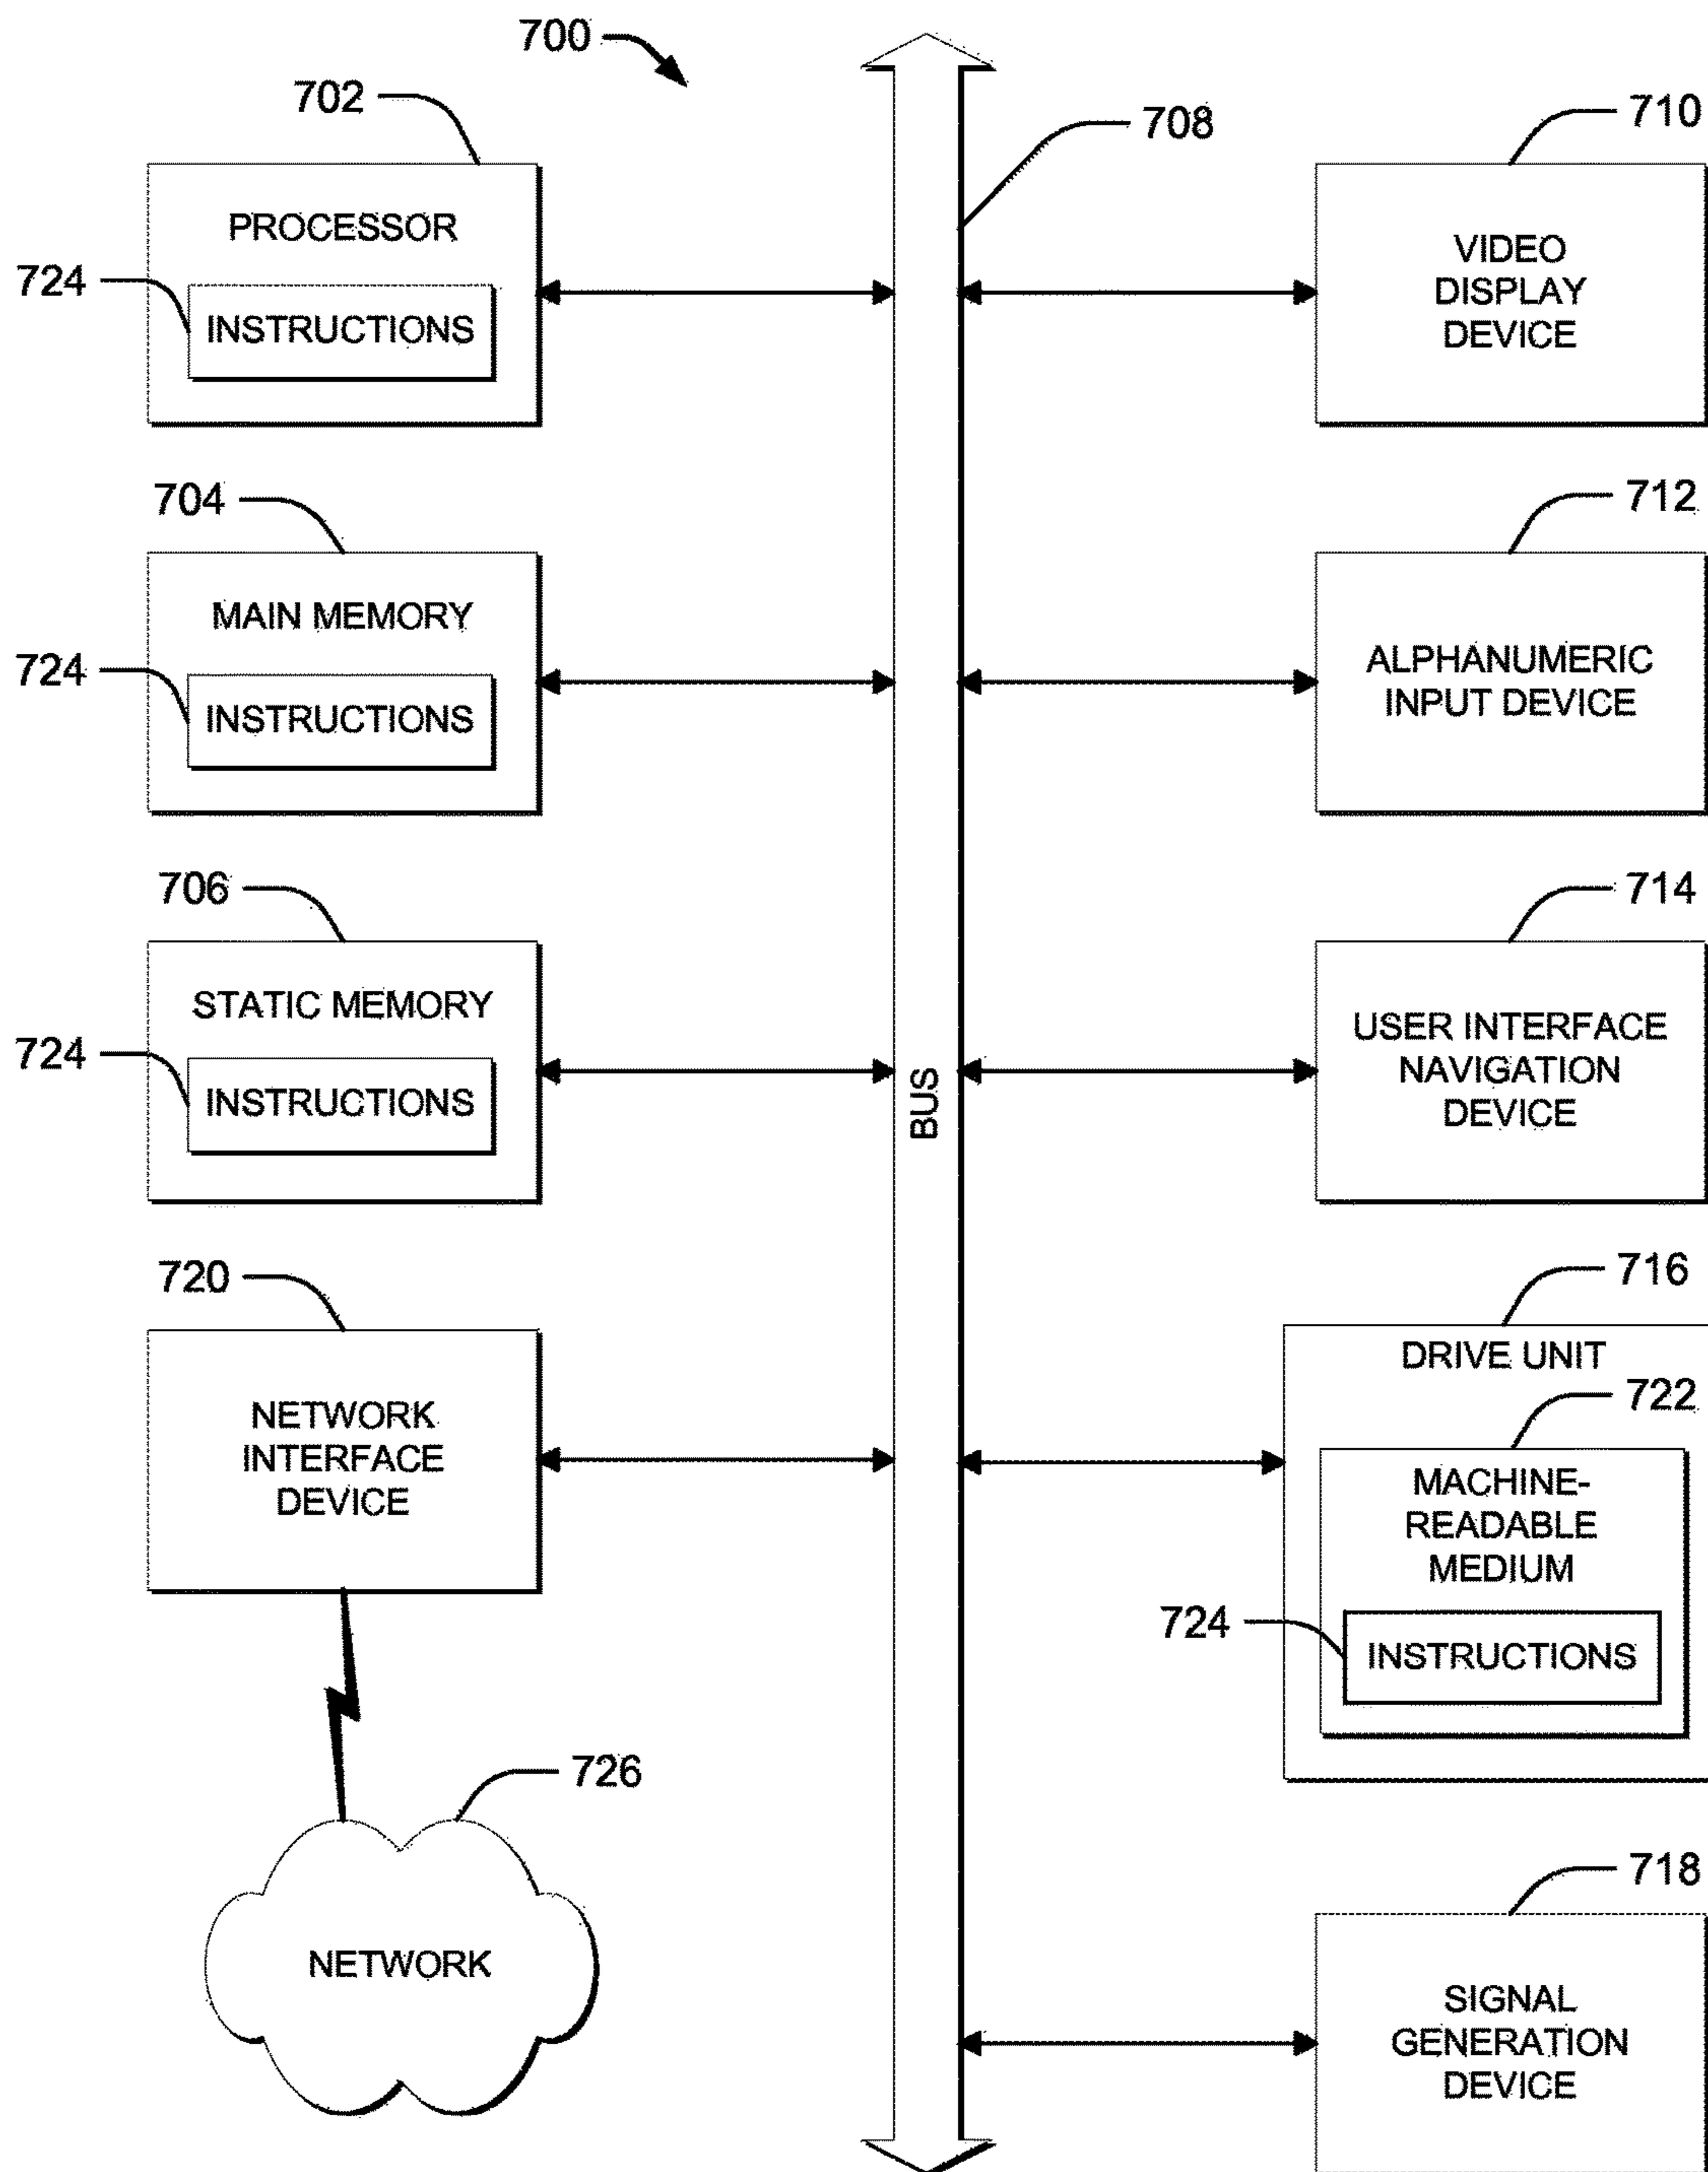 700
702
PROCESSOR
724
INSTRUCTIONS
704
MAIN MEMORY
724
INSTRUCTIONS
706
STATIC MEMORY
724
INSTRUCTIONS
720
NETWORK
INTERFACE
DEVICE
726
NETWORK
708
BUS
710
VIDEO
DISPLAY
DEVICE
712
ALPHANUMERIC
INPUT DEVICE
714
USER INTERFACE
NAVIGATION
DEVICE
716
DRIVE UNIT
722
MACHINE-
READABLE
MEDIUM
724
INSTRUCTIONS
718
SIGNAL
GENERATION
DEVICE